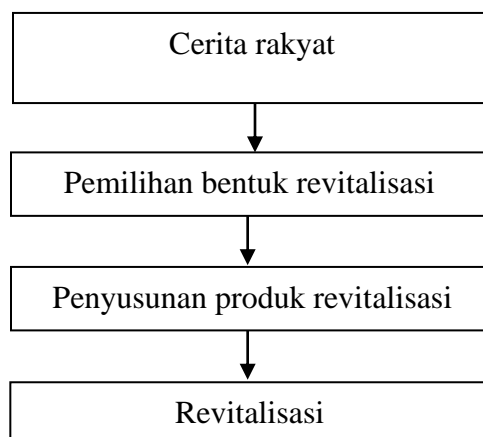 Cerita rakyat
Pemilihan bentuk revitalisasi
Penyusunan produk revitalisasi
Revitalisasi